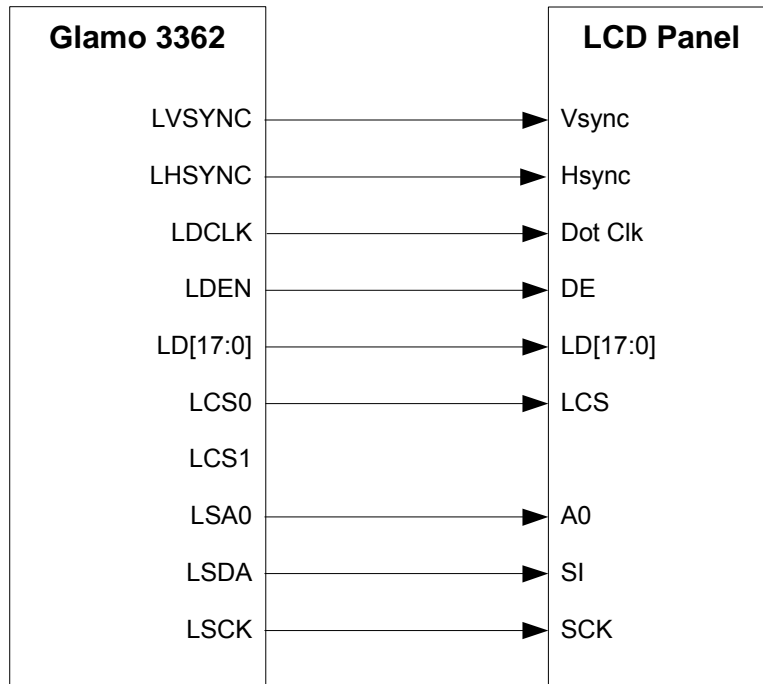 Glamo 3362 LCD Panel
LVSYNC Vsync
LHSYNC Hsync
LDCLK Dot Clk
LDEN DE
LD[17:0] LD[17:0]
LCS0 LCS
LCS1
LSA0 A0
LSDA SI
LSCK SCK